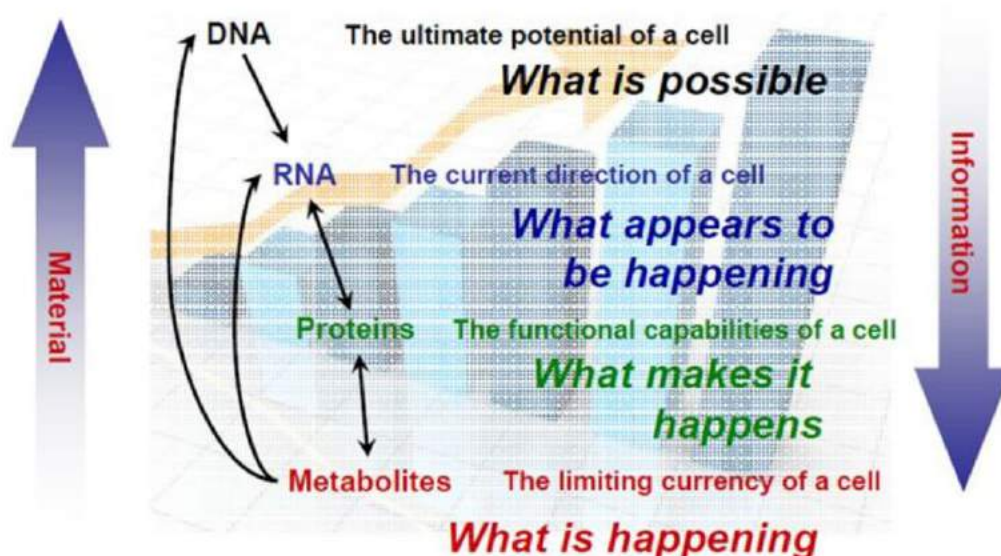 DNA The ultimate potential of a cell
What is possible
RNA The current direction of a cell
What appears to
be happening
Material
Information
Proteins The functional capabilities of a cell
What makes it
happens
Metabolites The limiting currency of a cell
What is happening